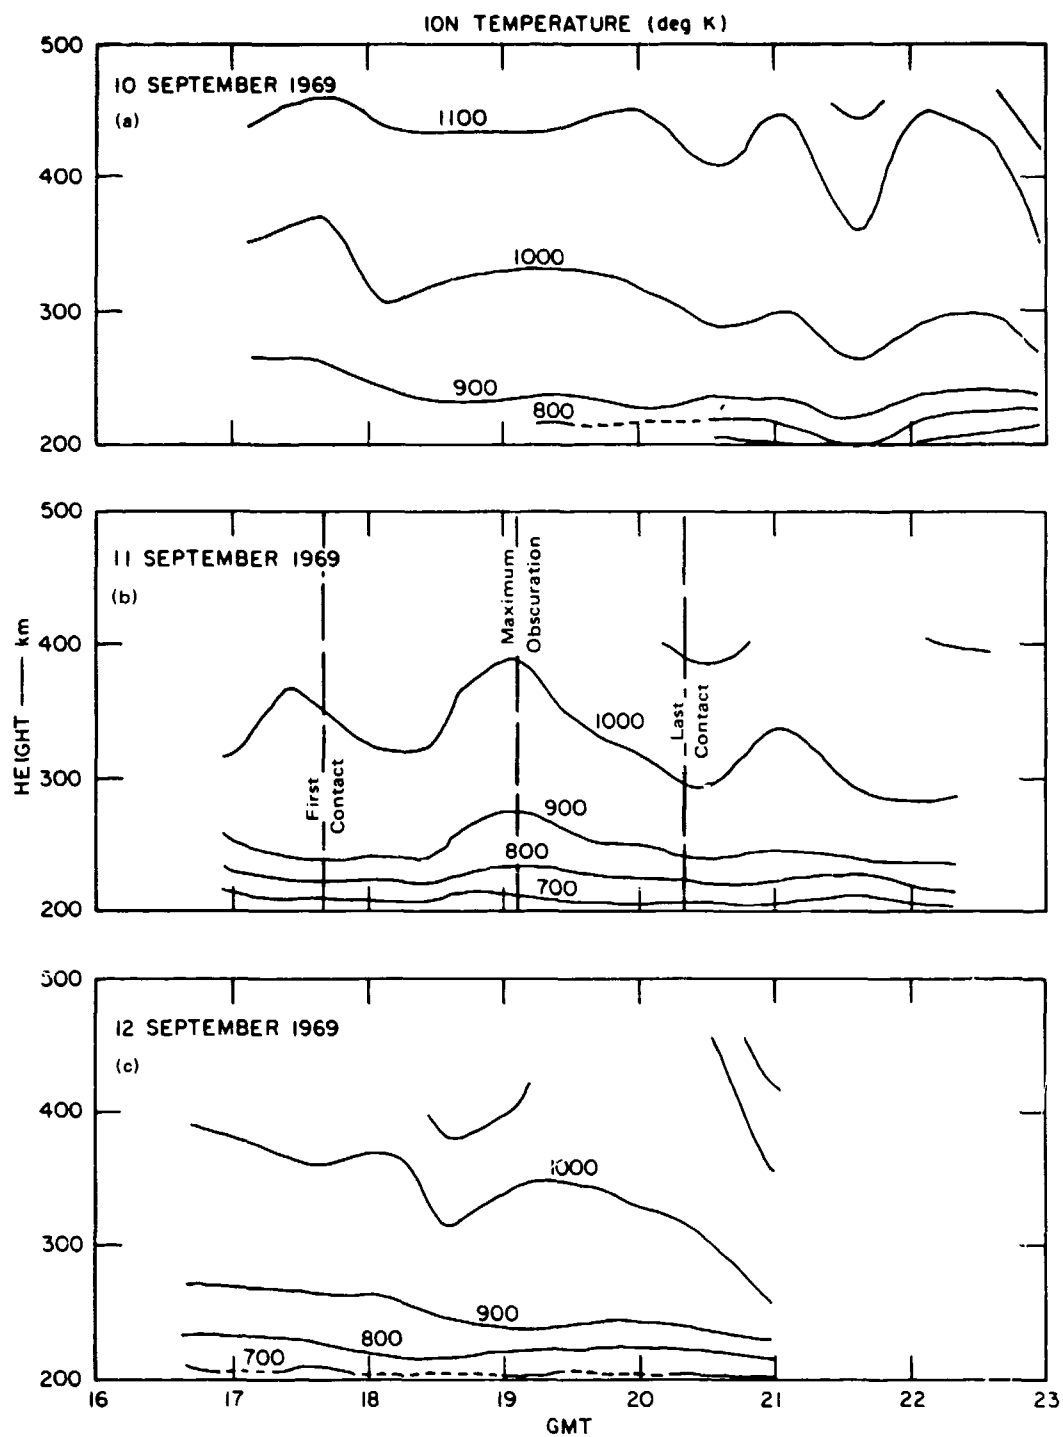 ION TEMPERATURE (deg K)
500
10 SEPTEMBER 1969
(a)
1100
400
1000
300
900
800
200
500
11 SEPTEMBER 1969
(b)
Maximum
Obscuration
400
HEIGHT — km
1000
Last
Contact
300
First
Contact
900
800
700
200
500
12 SEPTEMBER 1969
(c)
400
1000
300
900
800
700
200
16 17 18 19 20 21 22 23
GMT